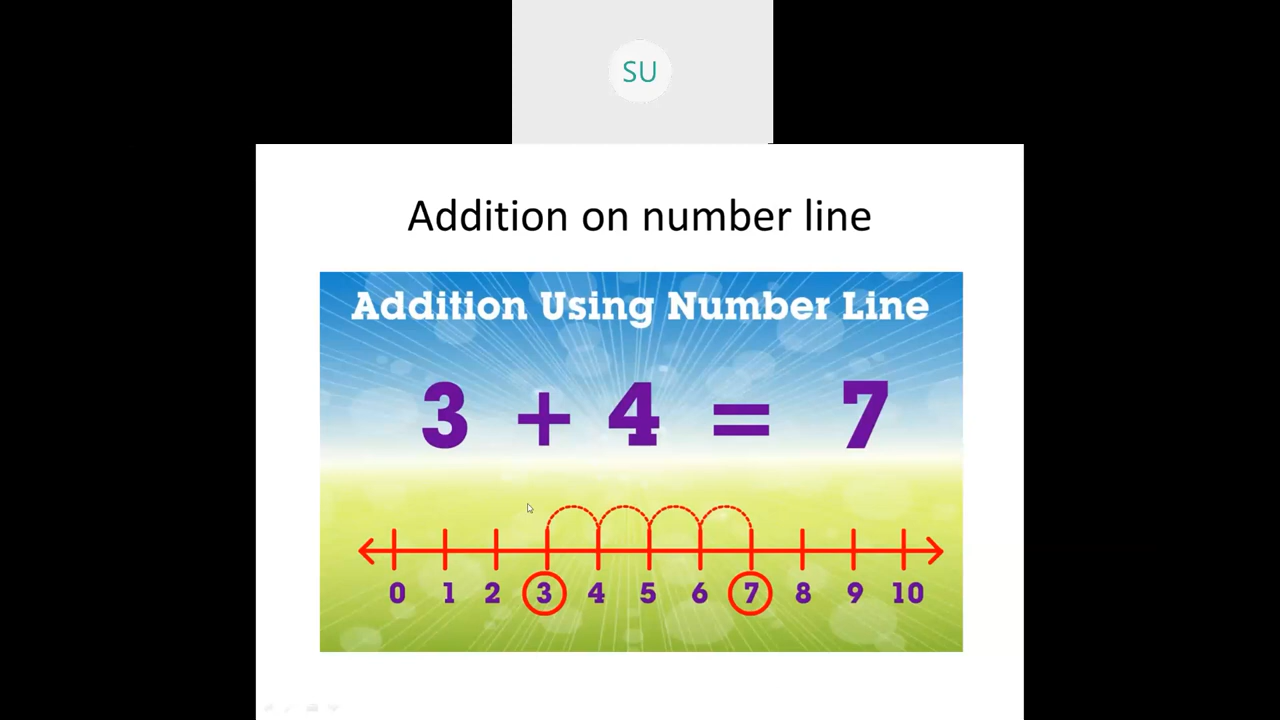 SU
Addition on number line
Addition Using Number Line
3 + 4 = 7
0 1 2 3 4 5 6 7 8 9 10